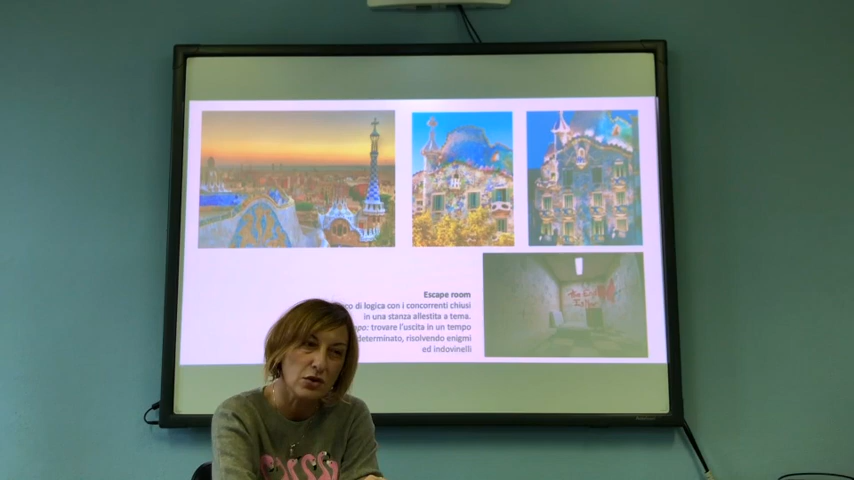 Escape room
co di logica con i concorrenti chiusi
in una stanza allestita a tema.
po: trovare l'uscita in un tempo
determinato, risolvendo enigmi
ed indovinelli